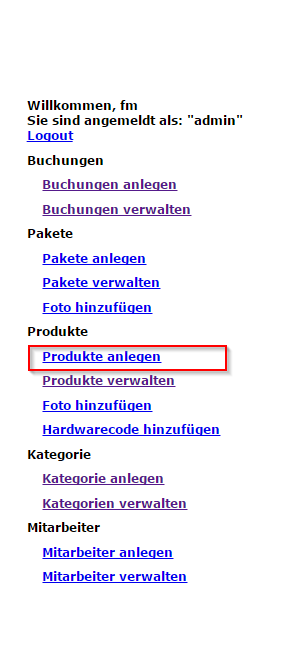 Willkommen, fm
Sie sind angemeldet als: "admin"
Logout
Buchungen
Buchungen anlegen
Buchungen verwalten
Pakete
Pakete anlegen
Pakete verwalten
Foto hinzufügen
Produkte
Produkte anlegen
Produkte verwalten
Foto hinzufügen
Hardwarecode hinzufügen
Kategorie
Kategorie anlegen
Kategorien verwalten
Mitarbeiter
Mitarbeiter anlegen
Mitarbeiter verwalten